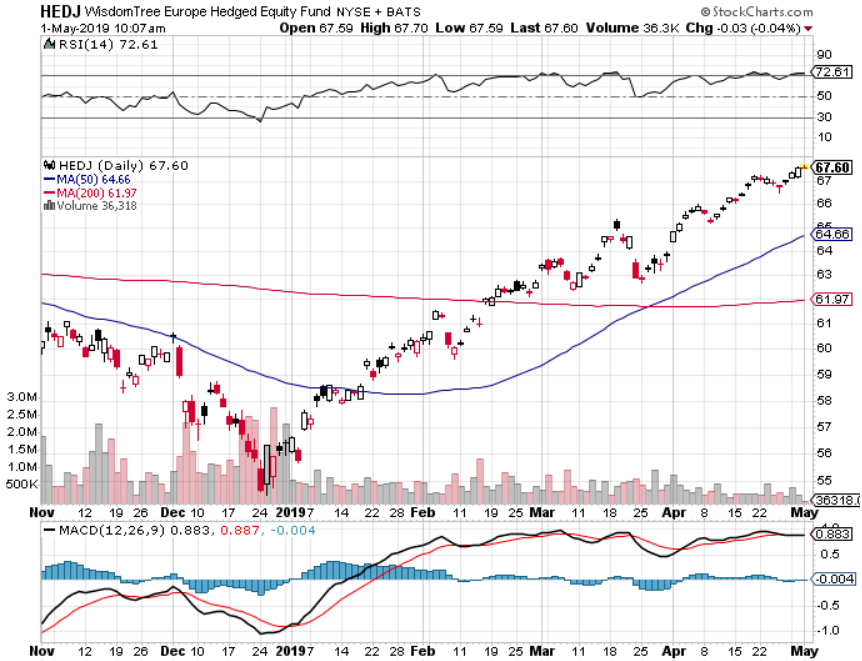 HEDJ WisdomTree Europe Hedged Equity Fund NYSE + BATS © StockCharts.com
1-May-2019 10:07am Open 67.59 High 67.70 Low 67.59 Last 67.60 Volume 36.3K Chg -0.03 (-0.04%)
RSI(14) 72.61
90
72.61
50
30
10
HEDJ (Daily) 67.60
MA(50) 64.66
MA(200) 61.97
Volume 36,318
67.60
67
66
65
64.66
64
63
61.97
61
60
59
58
57
56
55
3.0M
2.5M
2.0M
1.5M
1.0M
500K
36318.0
Nov 12 19 26 Dec 10 17 24 2019 7 14 22 28 Feb 11 19 25 Mar 11 18 25 Apr 8 15 22 May
MACD(12,26,9) 0.883, 0.887, -0.004
1.0
0.883
0.5
-0.004
-0.5
-1.0
Nov 12 19 26 Dec 10 17 24 2019 7 14 22 28 Feb 11 19 25 Mar 11 18 25 Apr 8 15 22 May